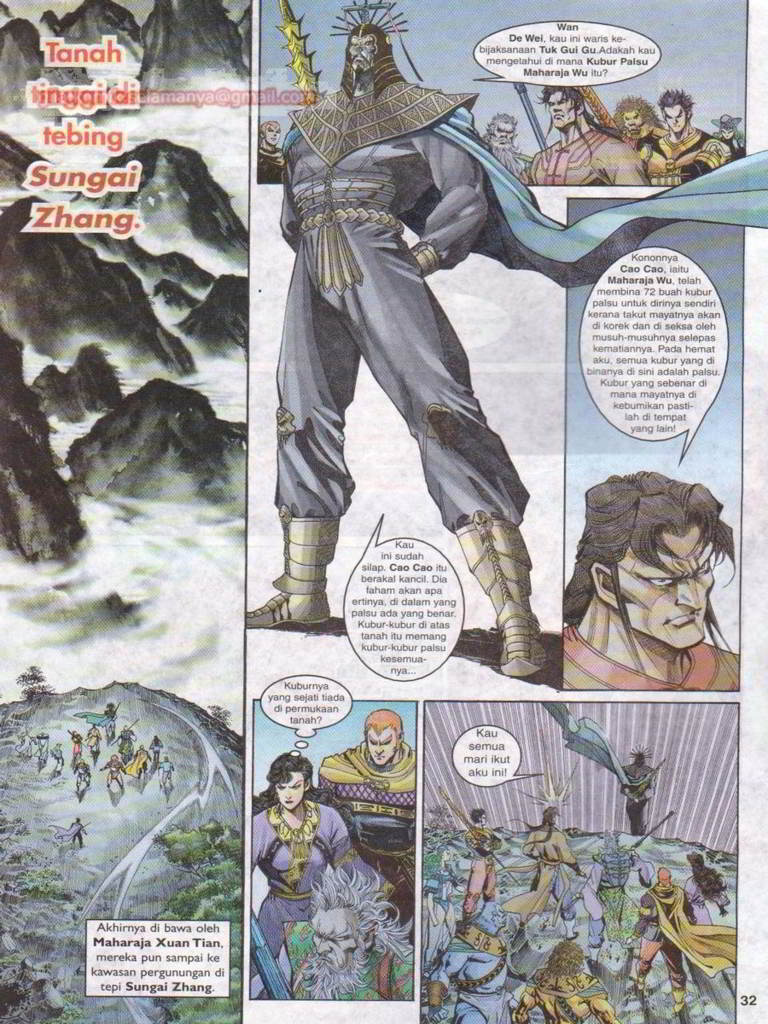 Tanah
tinggi di
tebing
Sungai
Zhang.
Akhirnya di bawa oleh
Maharaja Xuan Tian,
mereka pun sampai ke
kawasan pergunungan di
tepi Sungai Zhang.
Wan
De Wei, kau ini waris ke-
bijaksanaan Tuk Gui Gu.Adakah kau
mengetahui di mana Kubur Palsu
Maharaja Wu itu?
Kononnya
Cao Cao, iaitu
Maharaja Wu, telah
membina 72 buah kubur
palsu untuk dirinya sendiri
kerana takut mayatnya akan
di korek dan di seksa oleh
musuh-musuhnya selepas
kematiannya. Pada hemat
aku, semua kubur yang di
binanya di sini adalah palsu.
Kubur yang sebenar di
mana mayatnya di
kebumikan pasti-
lah di tempat
yang lain!
Kau
ini sudah
silap. Cao Cao itu
berakal kancil. Dia
faham akan apa
ertinya, di dalam yang
palsu ada yang benar.
Kubur-kubur di atas
tanah itu memang
kubur-kubur palsu
kesemua-
nya...
Kuburnya
yang sejati tiada
di permukaan
tanah?
Kau
semua
mari ikut
aku ini!
32